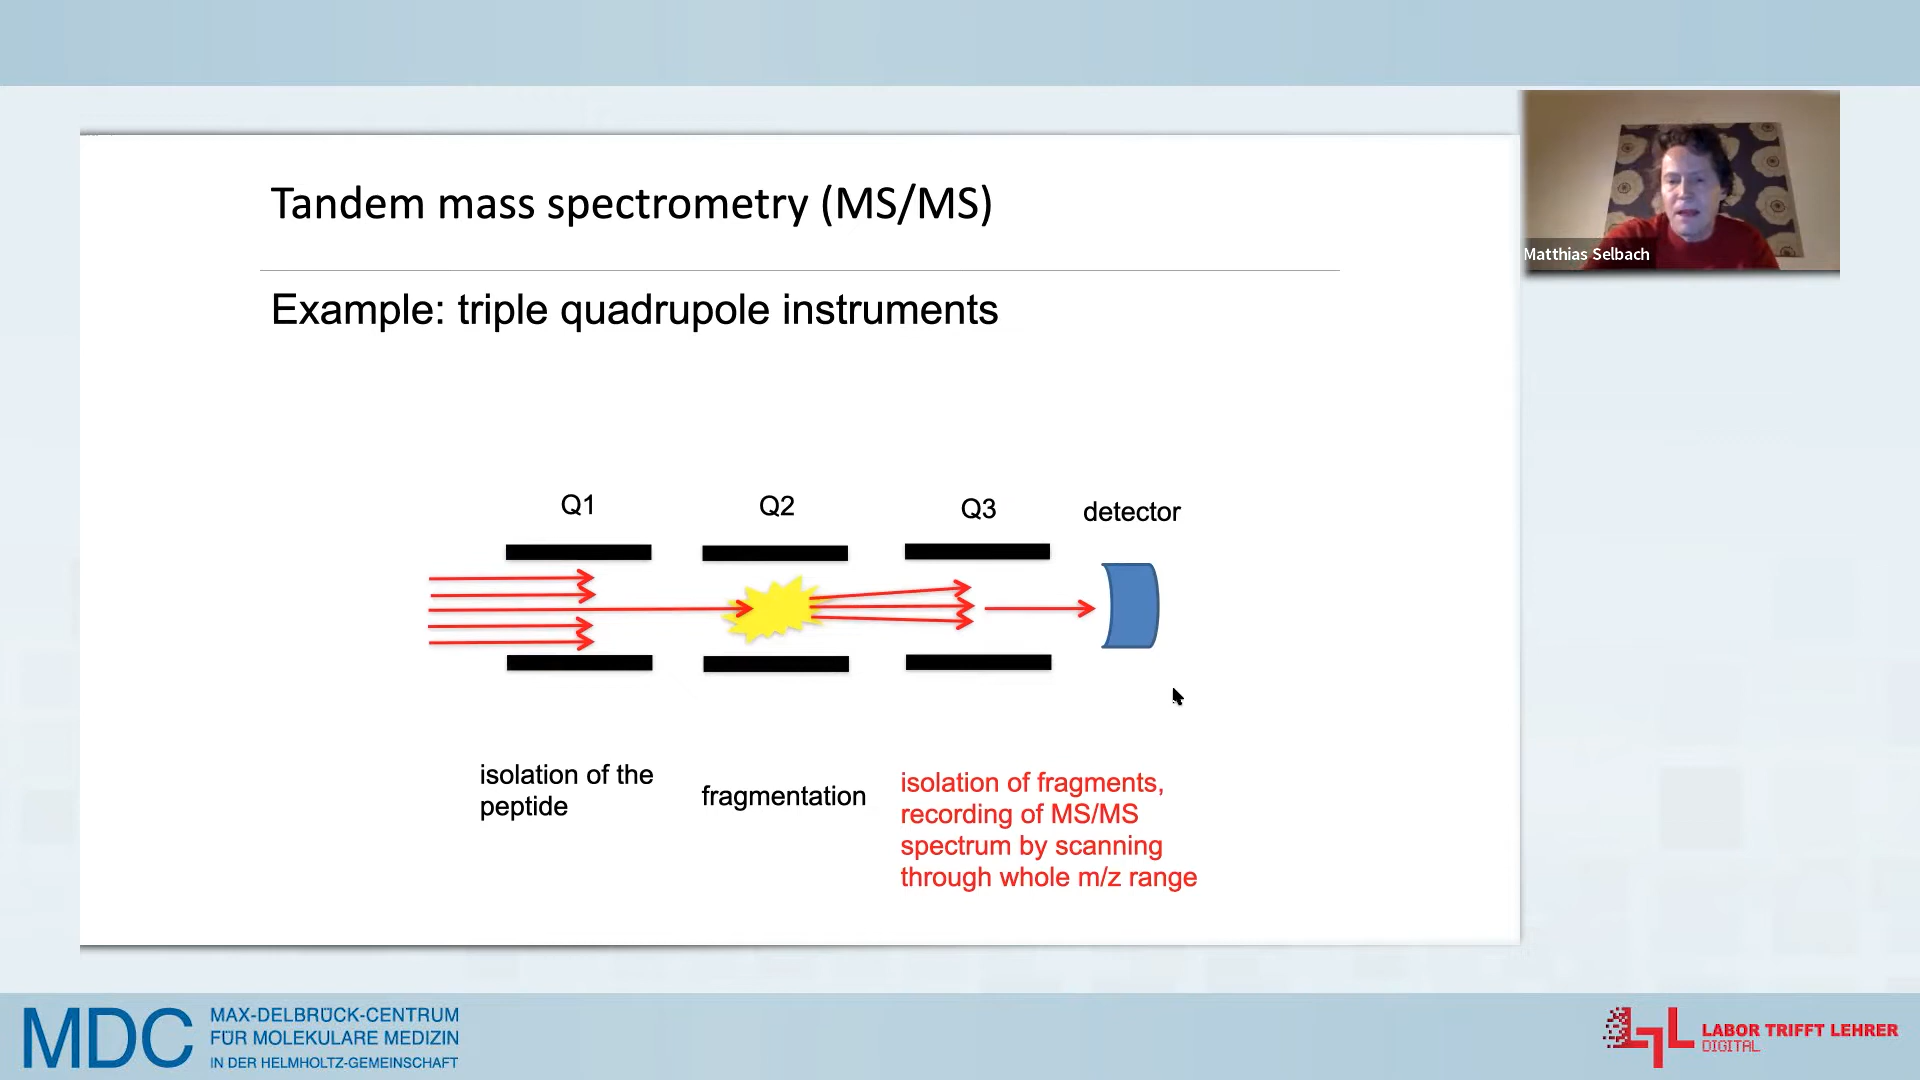 Tandem mass spectrometry (MS/MS)
Example: triple quadrupole instruments
Matthias Selbach
Q1
Q2
Q3
detector
isolation of the
peptide
fragmentation
isolation of fragments,
recording of MS/MS
spectrum by scanning
through whole m/z range
MDC
MAX-DELBRÜCK-CENTRUM
FÜR MOLEKULARE MEDIZIN
IN DER HELMHOLTZ-GEMEINSCHAFT
LTL
LABOR TRIFFT LEHRER
DIGITAL